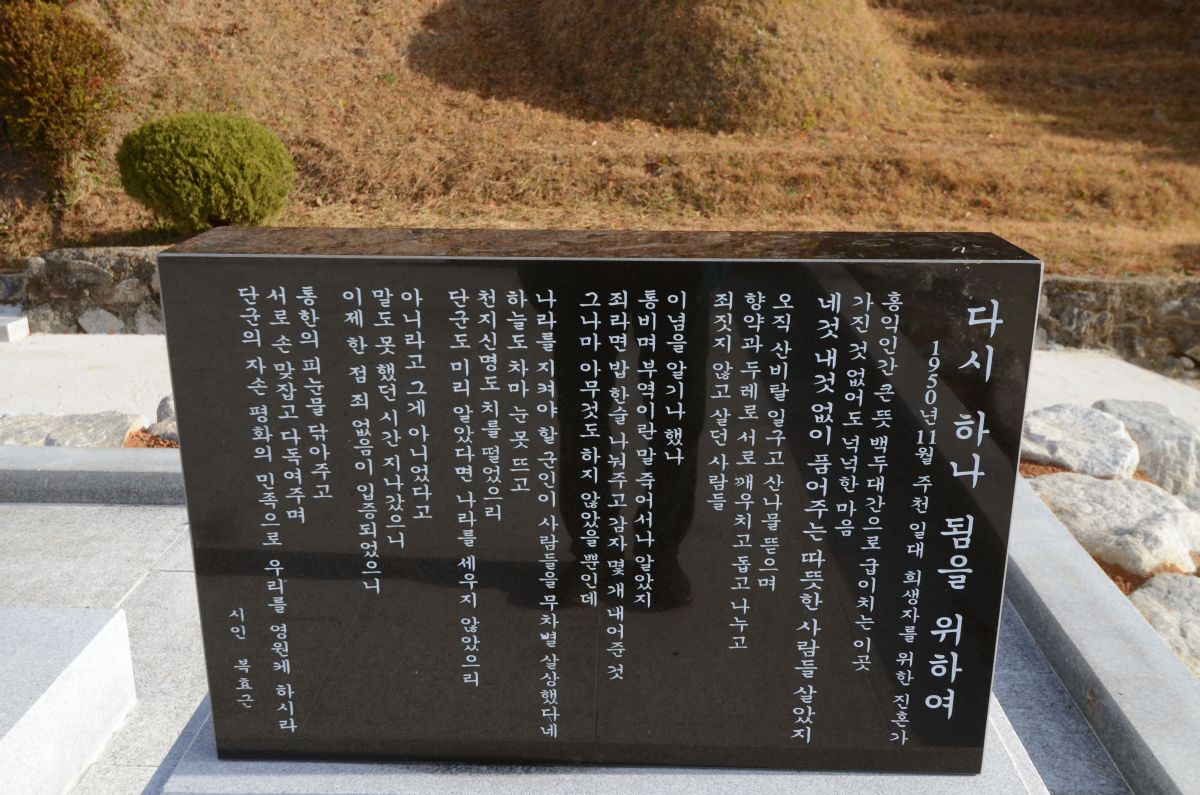 다시 하나 됨을 위하여
1950년 11월 주천 일대 희생자를 위한 진혼가
홍익인간 큰 뜻 백두대간으로 굽이치는 이곳
가진 것 없어도 넉넉한 마음
네것 내것 없이 품어주는 따뜻한 사람들 살았지
오직 산비탈 일구고 산나물 뜯으며
향약과 두레로 서로 깨우치고 돕고 나누고
죄짓지 않고 살던 사람들
이념을 알기나 했나
통비며 부역이란 말 죽어서나 알았지
죄라면 밥 한술 나눠주고 감자 몇 개 내어준 것
그나마 아무것도 하지 않았을 뿐인데
나라를 지켜야 할 군인이 사람들을 무차별 살상했다네
하늘도 차마 눈 못 뜨고
천지신명도 치를 떨었으리
단군도 미리 알았다면 나라를 세우지 않았으리
아니라고 그게 아니었다고
말도 못 했던 시간 지나갔으니
이제 한 점 죄 없음이 입증되었으니
통한의 피눈물 닦아주고
서로 손 맞잡고 다독여주며
단군의 자손 평화의 민족으로 우리를 영원케 하시라
시인 복효근